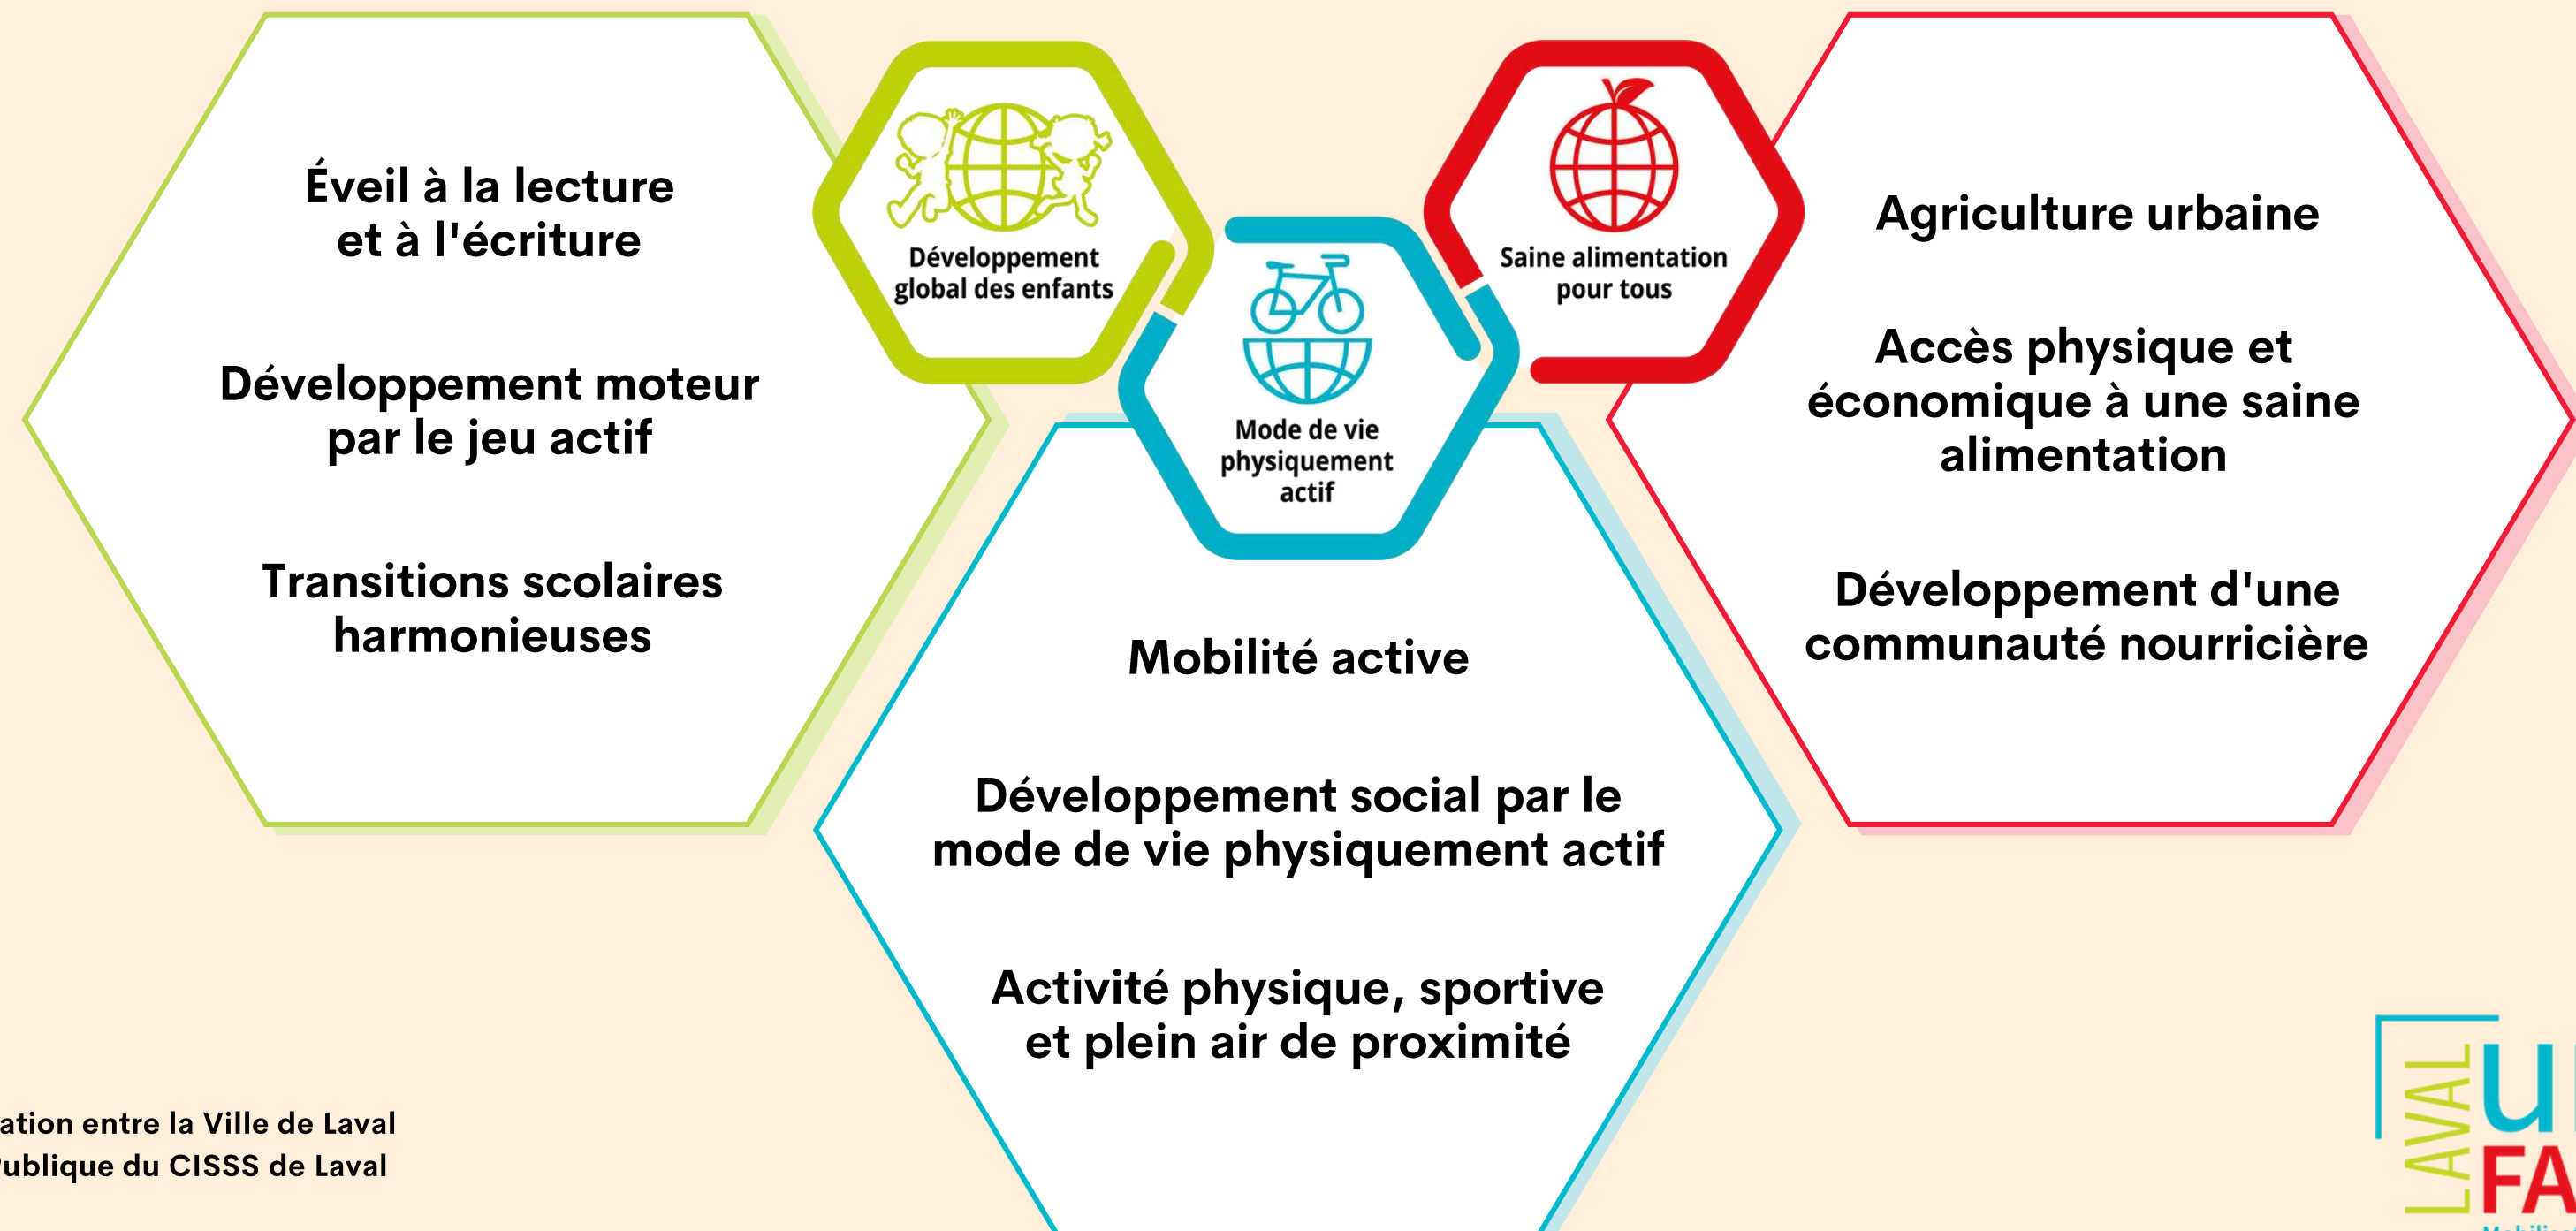 Éveil à la lecture
et à l'écriture
Développement moteur
par le jeu actif
Transitions scolaires
harmonieuses
Développement
global des enfants
Mode de vie
physiquement
actif
Saine alimentation
pour tous
Agriculture urbaine
Accès physique et
économique à une saine
alimentation
Développement d'une
communauté nourricière
Mobilité active
Développement social par le
mode de vie physiquement actif
Activité physique, sportive
et plein air de proximité
entre la Ville de Laval
du CISSS de Laval
LAVAL